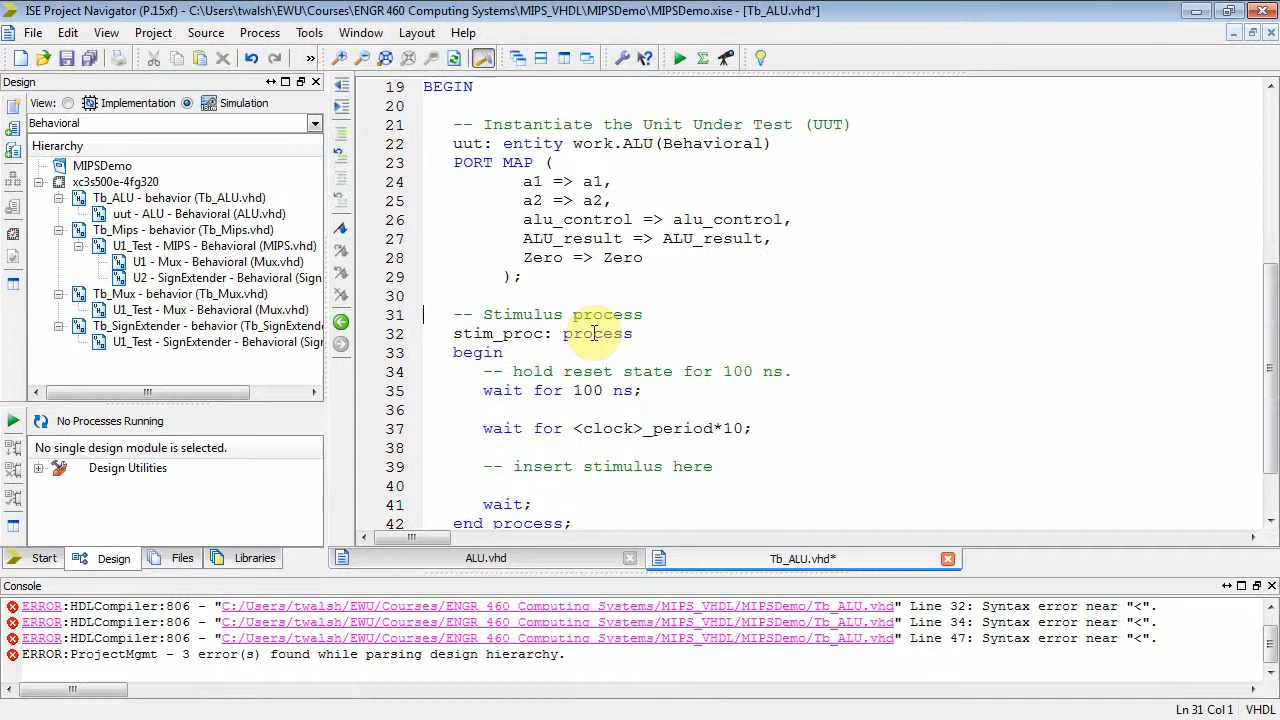 ISE Project Navigator (P.15xf) - C:\Users\twalsh\EWU\Courses\ENGR 460 Computing Systems\MIPS_VHDL\MIPSDemo\MIPSDemo.xise - [Tb_ALU.vhd*]
File Edit View Project Source Process Tools Window Layout Help
»
Design
View: Implementation Simulation
Behavioral
Hierarchy
MIPSDemo
xc3s500e-4fg320
Tb_ALU - behavior (Tb_ALU.vhd)
uut - ALU - Behavioral (ALU.vhd)
Tb_Mips - behavior (Tb_Mips.vhd)
U1_Test - MIPS - Behavioral (MIPS.vhd)
U1 - Mux - Behavioral (Mux.vhd)
U2 - SignExtender - Behavioral (SignE
Tb_Mux - behavior (Tb_Mux.vhd)
U1_Test - Mux - Behavioral (Mux.vhd)
Tb_SignExtender - behavior (Tb_SignExtend
U1_Test - SignExtender - Behavioral (Sign
No Processes Running
No single design module is selected.
Design Utilities
Start Design Files Libraries
19 BEGIN
20
21 -- Instantiate the Unit Under Test (UUT)
22 uut: entity work.ALU(Behavioral)
23 PORT MAP (
24 a1 => a1,
25 a2 => a2,
26 alu_control => alu_control,
27 ALU_result => ALU_result,
28 Zero => Zero
29 );
30
31 -- Stimulus process
32 stim_proc: process
33 begin
34 -- hold reset state for 100 ns.
35 wait for 100 ns;
36
37 wait for <clock>_period*10;
38
39 -- insert stimulus here
40
41 wait;
42 end process;
ALU.vhd Tb_ALU.vhd*
Console
ERROR:HDLCompiler:806 - "C:/Users/twalsh/EWU/Courses/ENGR 460 Computing Systems/MIPS_VHDL/MIPSDemo/Tb_ALU.vhd" Line 32: Syntax error near "<".
ERROR:HDLCompiler:806 - "C:/Users/twalsh/EWU/Courses/ENGR 460 Computing Systems/MIPS_VHDL/MIPSDemo/Tb_ALU.vhd" Line 34: Syntax error near "<".
ERROR:HDLCompiler:806 - "C:/Users/twalsh/EWU/Courses/ENGR 460 Computing Systems/MIPS_VHDL/MIPSDemo/Tb_ALU.vhd" Line 47: Syntax error near "<".
ERROR:ProjectMgmt - 3 error(s) found while parsing design hierarchy.
Ln 31 Col 1 VHDL